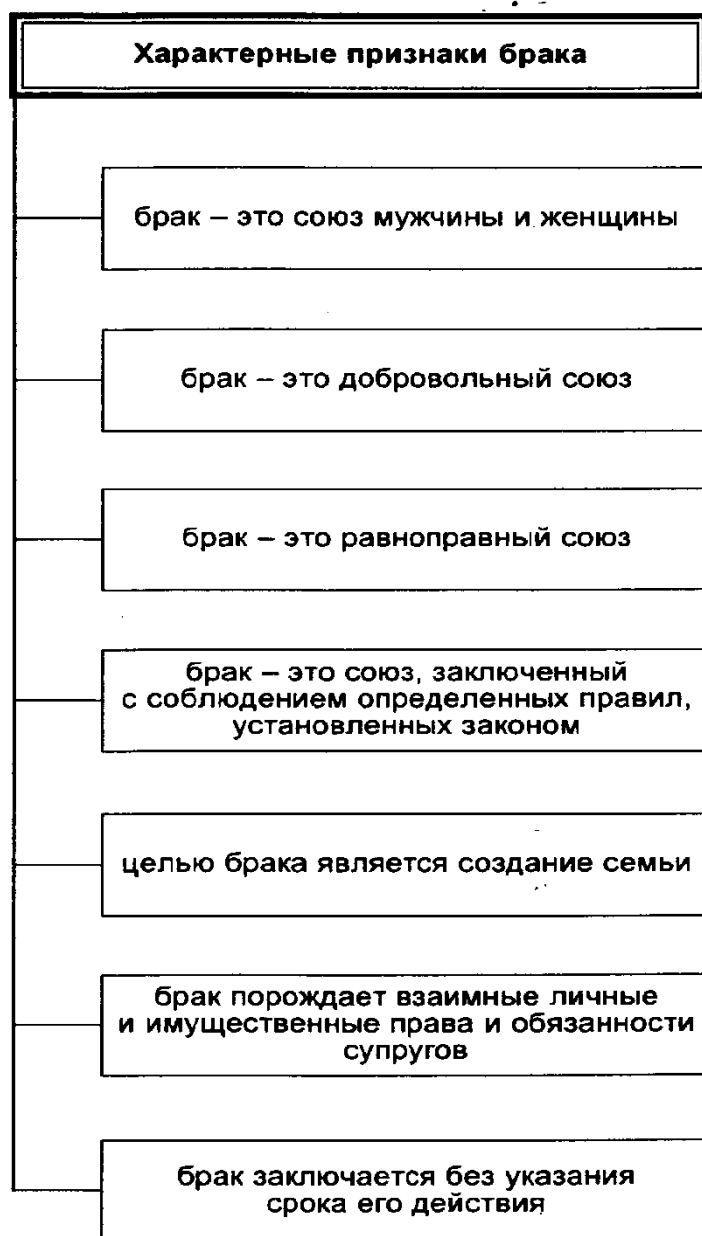 Характерные признаки брака
брак – это союз мужчины и женщины
брак – это добровольный союз
брак – это равноправный союз
брак – это союз, заключенный
с соблюдением определенных правил,
установленных законом
целью брака является создание семьи
брак порождает взаимные личные
и имущественные права и обязанности
супругов
брак заключается без указания
срока его действия